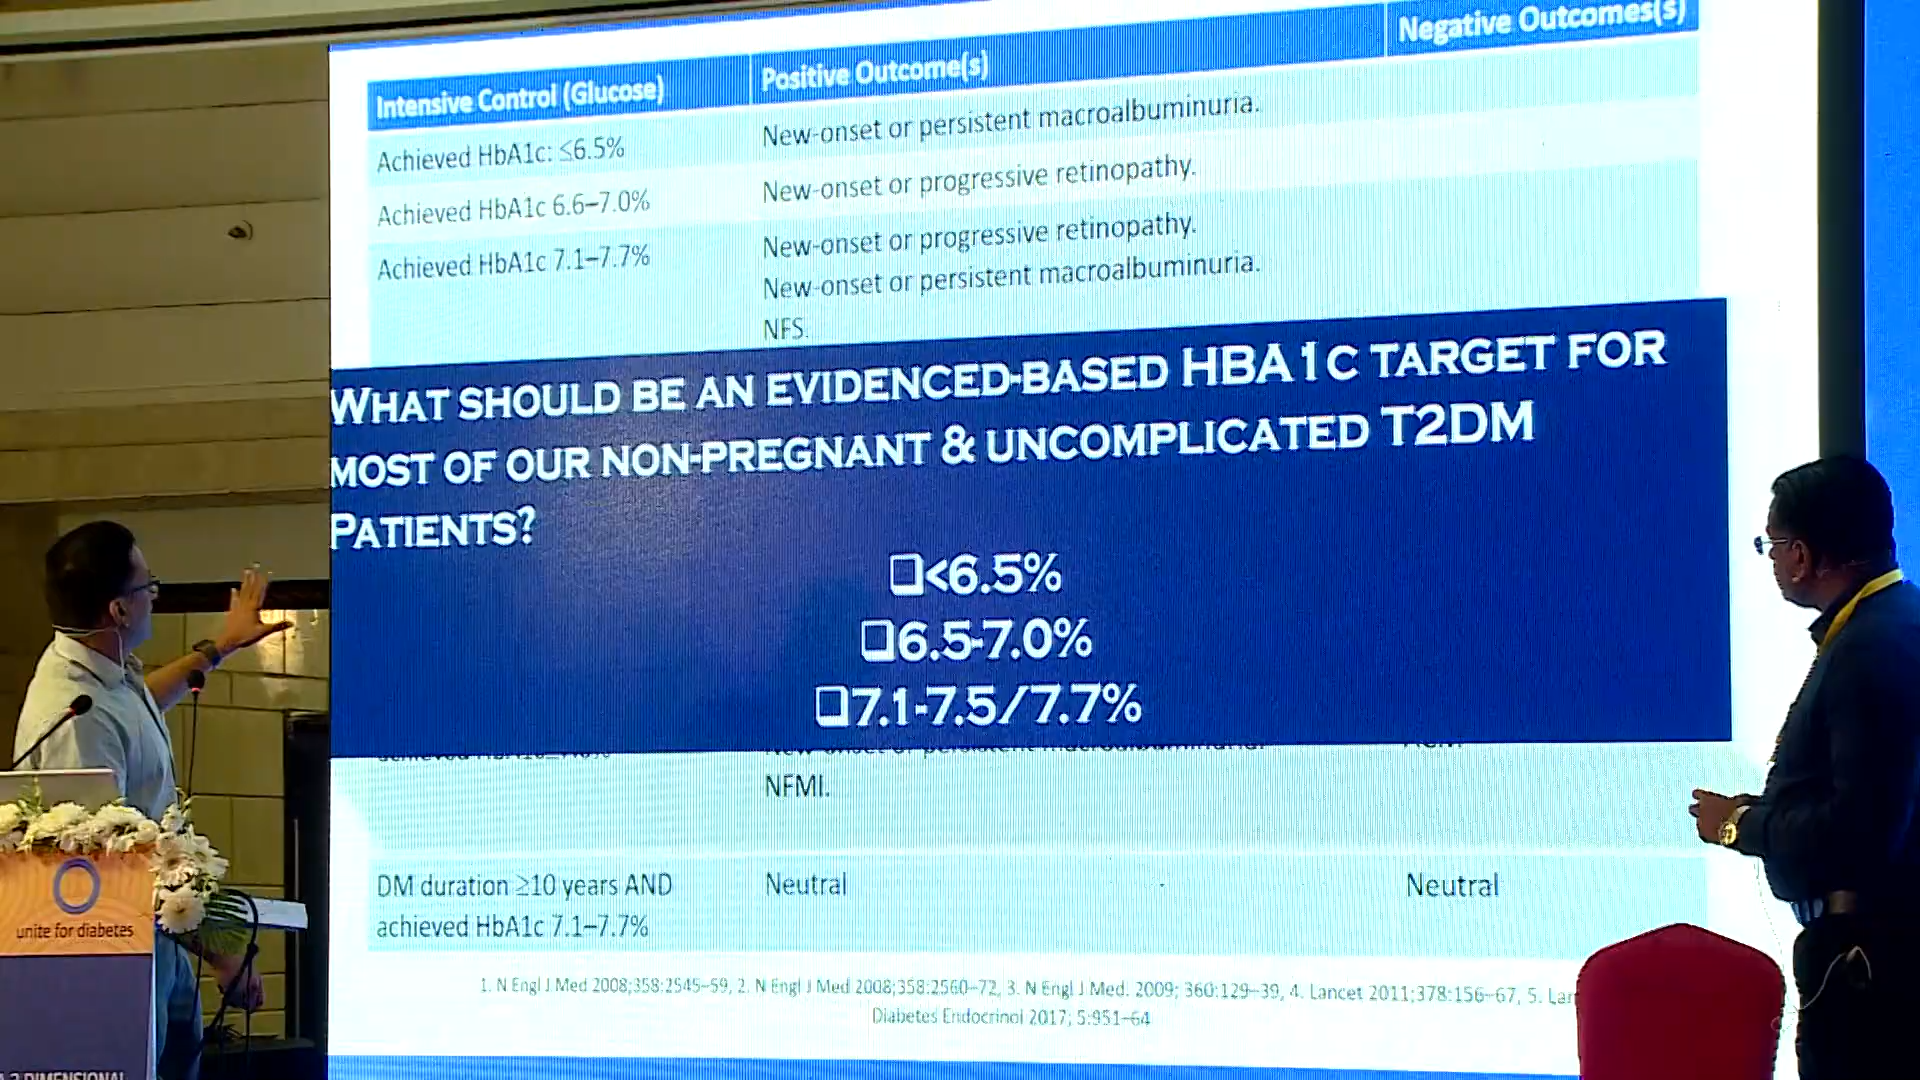 Intensive Control (Glucose) Positive Outcome(s) Negative Outcomes(s)
Achieved HbA1c: ≤6.5% New-onset or persistent macroalbuminuria.
Achieved HbA1c 6.6–7.0% New-onset or progressive retinopathy.
Achieved HbA1c 7.1–7.7% New-onset or progressive retinopathy.
New-onset or persistent macroalbuminuria.
NFS.
WHAT SHOULD BE AN EVIDENCED-BASED HBA1C TARGET FOR
MOST OF OUR NON-PREGNANT & UNCOMPLICATED T2DM
PATIENTS?
❑<6.5%
❑6.5-7.0%
❑7.1-7.5/7.7%
NFMI.
DM duration ≥10 years AND Neutral - Neutral
achieved HbA1c 7.1–7.7%
1. N Engl J Med 2008;358:2545–59, 2. N Engl J Med 2008;358:2560–72, 3. N Engl J Med. 2009; 360:129–39, 4. Lancet 2011;378:156–67, 5.
Diabetes Endocrinol 2017; 5:951–64
unite for diabetes